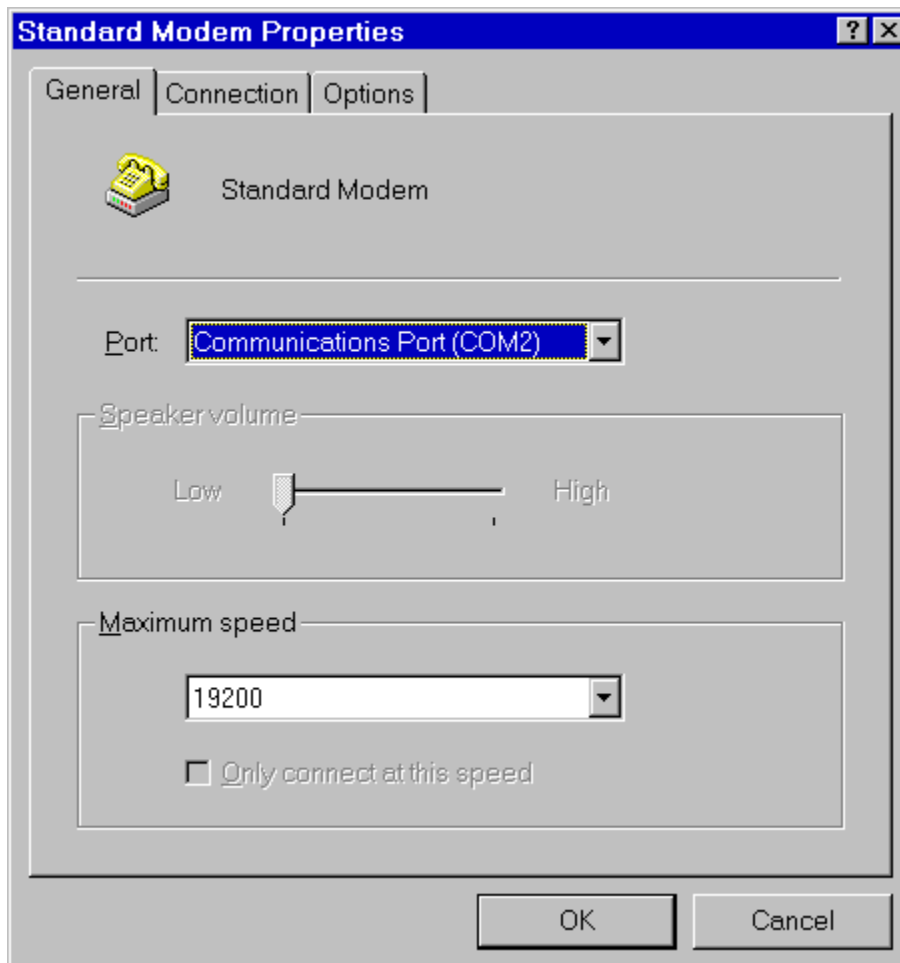 Standard Modem Properties
General Connection Options
Standard Modem
Port: Communications Port (COM2)
Speaker volume
Low High
Maximum speed
19200
Only connect at this speed
OK Cancel